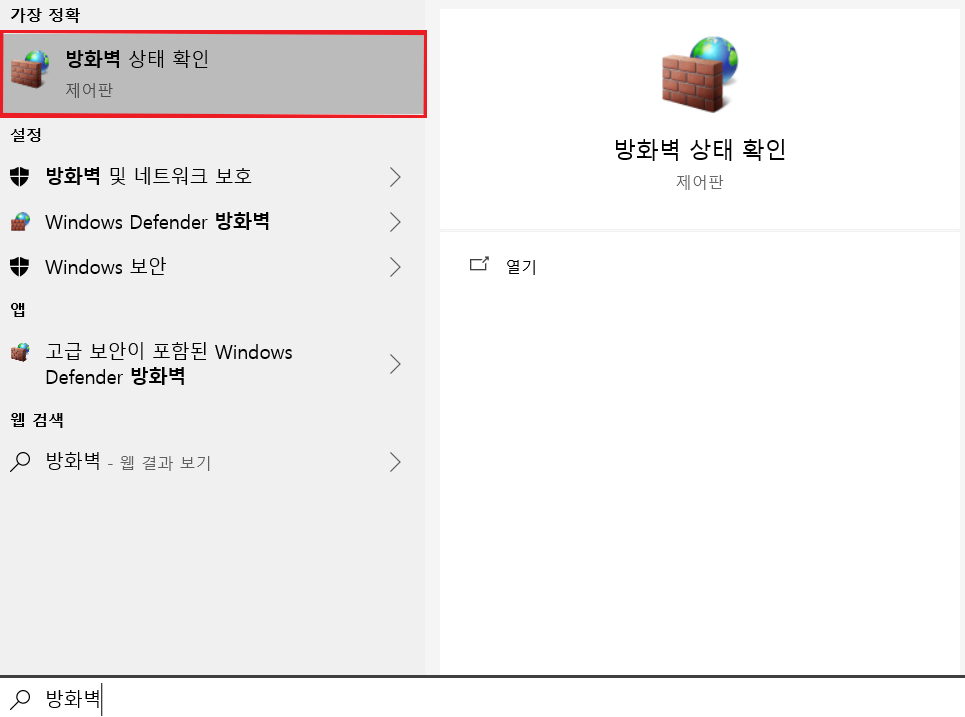 가장 정확
방화벽 상태 확인
제어판
설정
방화벽 및 네트워크 보호
Windows Defender 방화벽
Windows 보안
앱
고급 보안이 포함된 Windows
Defender 방화벽
웹 검색
방화벽 - 웹 결과 보기
방화벽 상태 확인
제어판
열기
방화벽